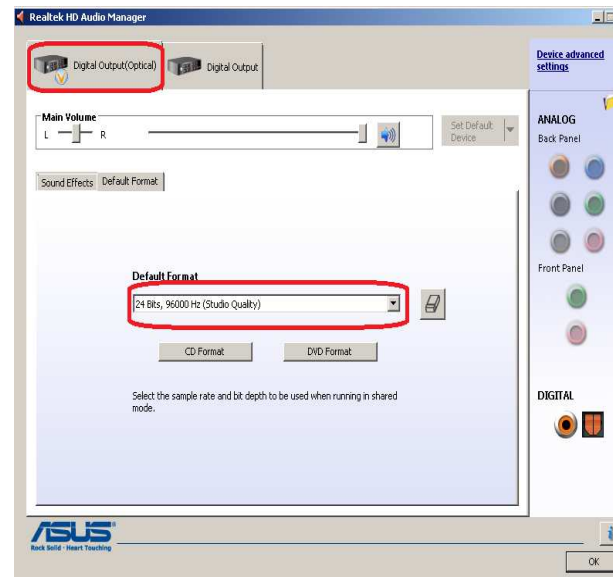 Realtek HD Audio Manager
Digital Output(Optical)
Digital Output
Device advanced
settings
Main Volume
L
R
Set Default
Device
ANALOG
Back Panel
Sound Effects
Default Format
Default Format
24 Bits, 96000 Hz (Studio Quality)
CD Format
DVD Format
Select the sample rate and bit depth to be used when running in shared
mode.
Front Panel
DIGITAL
ASUS
Rock Solid · Heart Touching
OK